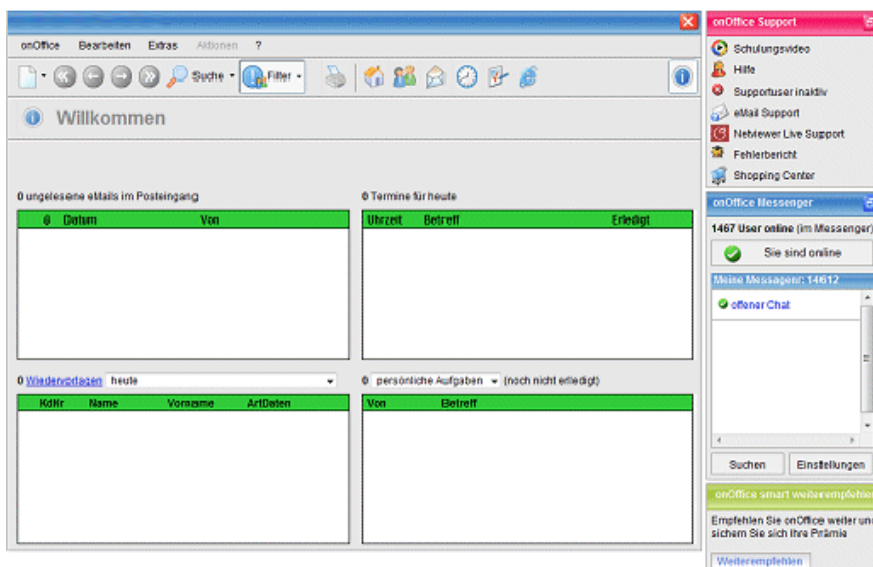 onOffice Bearbeiten Extras Aktionen ?
Suche Filter
Willkommen
0 ungelesene eMails im Posteingang
@ Datum Von
0 Termine für heute
Uhrzeit Betreff Erledigt
0 Wiedervorlagen heute
KdNr Name Vorname ArtDaten
0 persönliche Aufgaben (noch nicht erledigt)
Von Betreff
onOffice Support
Schulungsvideo
Hilfe
Supportuser inaktiv
eMail Support
Netviewer Live Support
Fehlerbericht
Shopping Center
onOffice Messenger
1467 User online (im Messenger)
Sie sind online
Meine Messagenr: 14612
offener Chat
Suchen Einstellungen
onOffice smart weiterempfehlen
Empfehlen Sie onOffice weiter und
sichern Sie sich Ihre Prämie
Weiterempfehlen